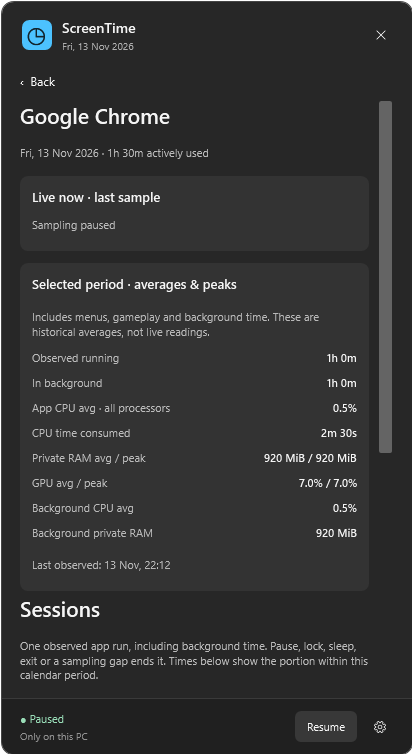 ScreenTime
Fri, 13 Nov 2026
‹ Back
Google Chrome
Fri, 13 Nov 2026 · 1h 30m actively used
Live now · last sample
Sampling paused
Selected period · averages & peaks
Includes menus, gameplay and background time. These are
historical averages, not live readings.
Observed running 1h 0m
In background 1h 0m
App CPU avg · all processors 0.5%
CPU time consumed 2m 30s
Private RAM avg / peak 920 MiB / 920 MiB
GPU avg / peak 7.0% / 7.0%
Background CPU avg 0.5%
Background private RAM 920 MiB
Last observed: 13 Nov, 22:12
Sessions
One observed app run, including background time. Pause, lock, sleep,
exit or a sampling gap ends it. Times below show the portion within this
calendar period.
● Paused
Only on this PC
Resume